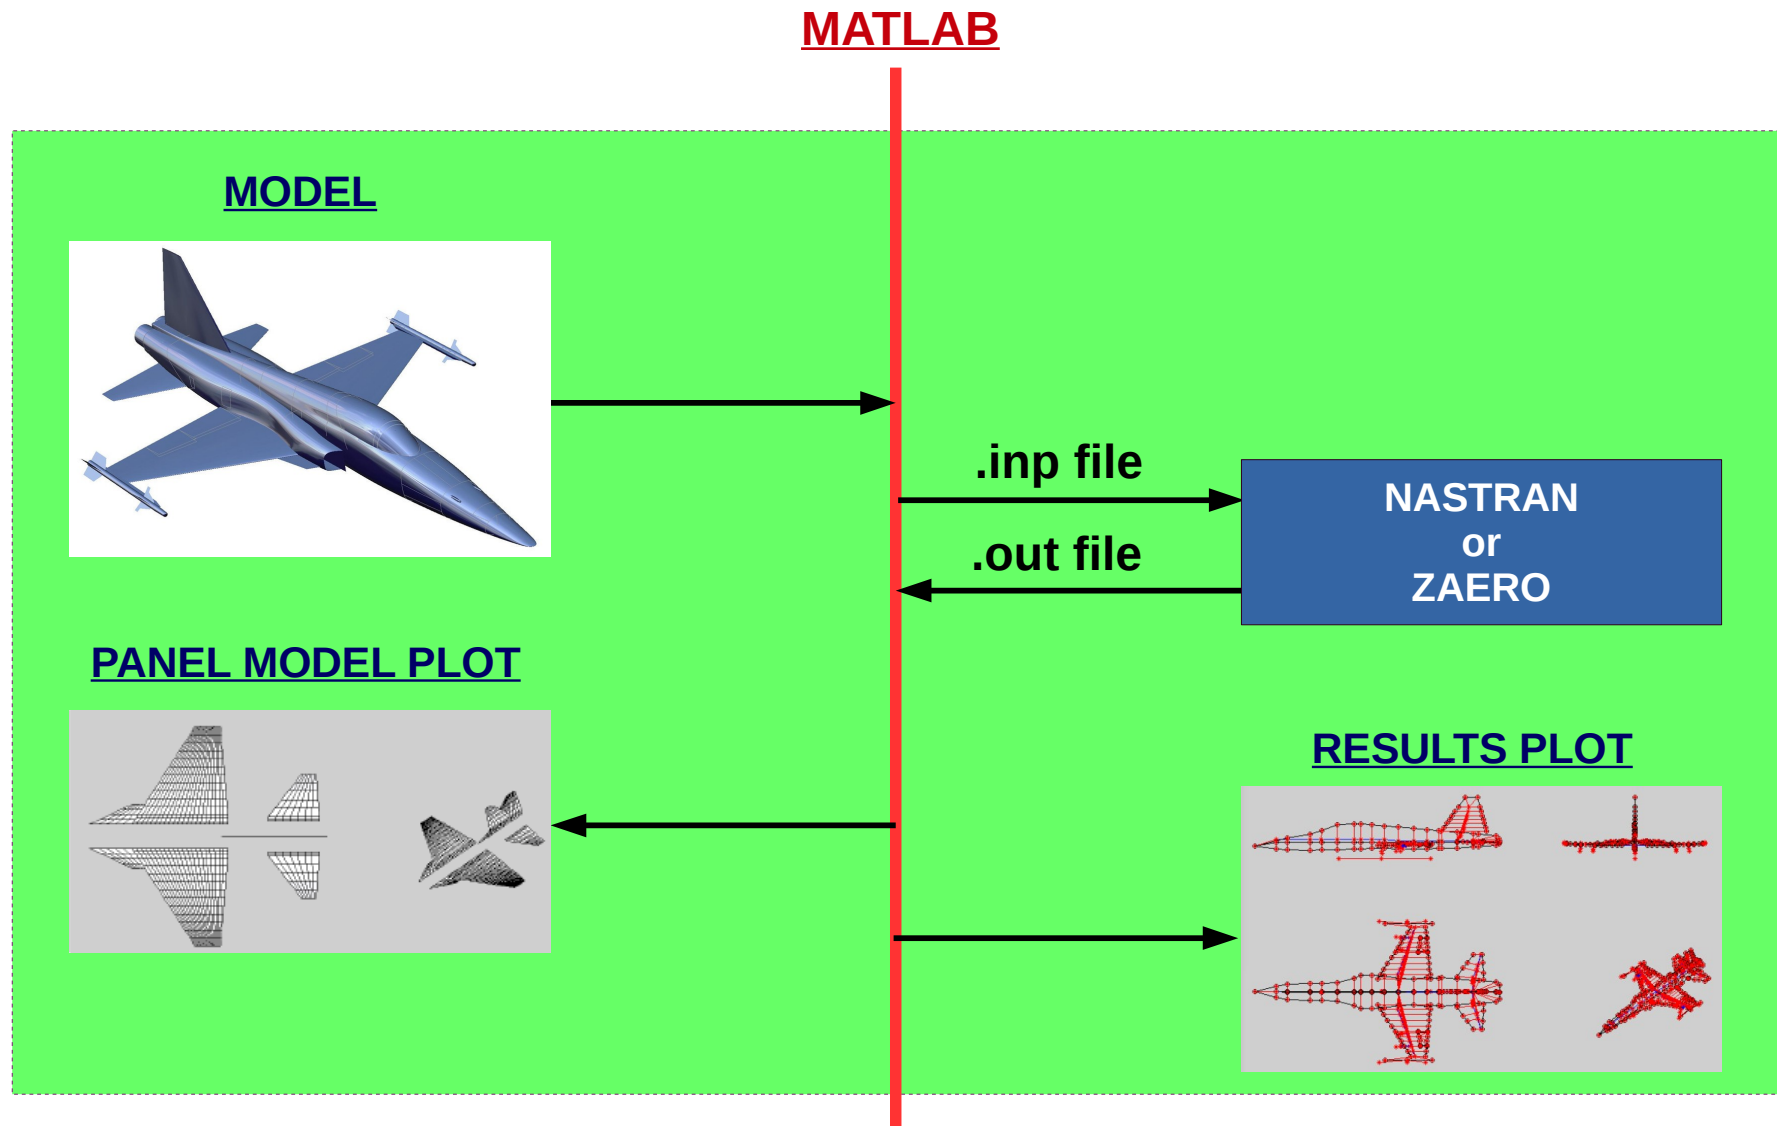 MATLAB
MODEL
.inp file
NASTRAN
or
ZAERO
.out file
PANEL MODEL PLOT
RESULTS PLOT